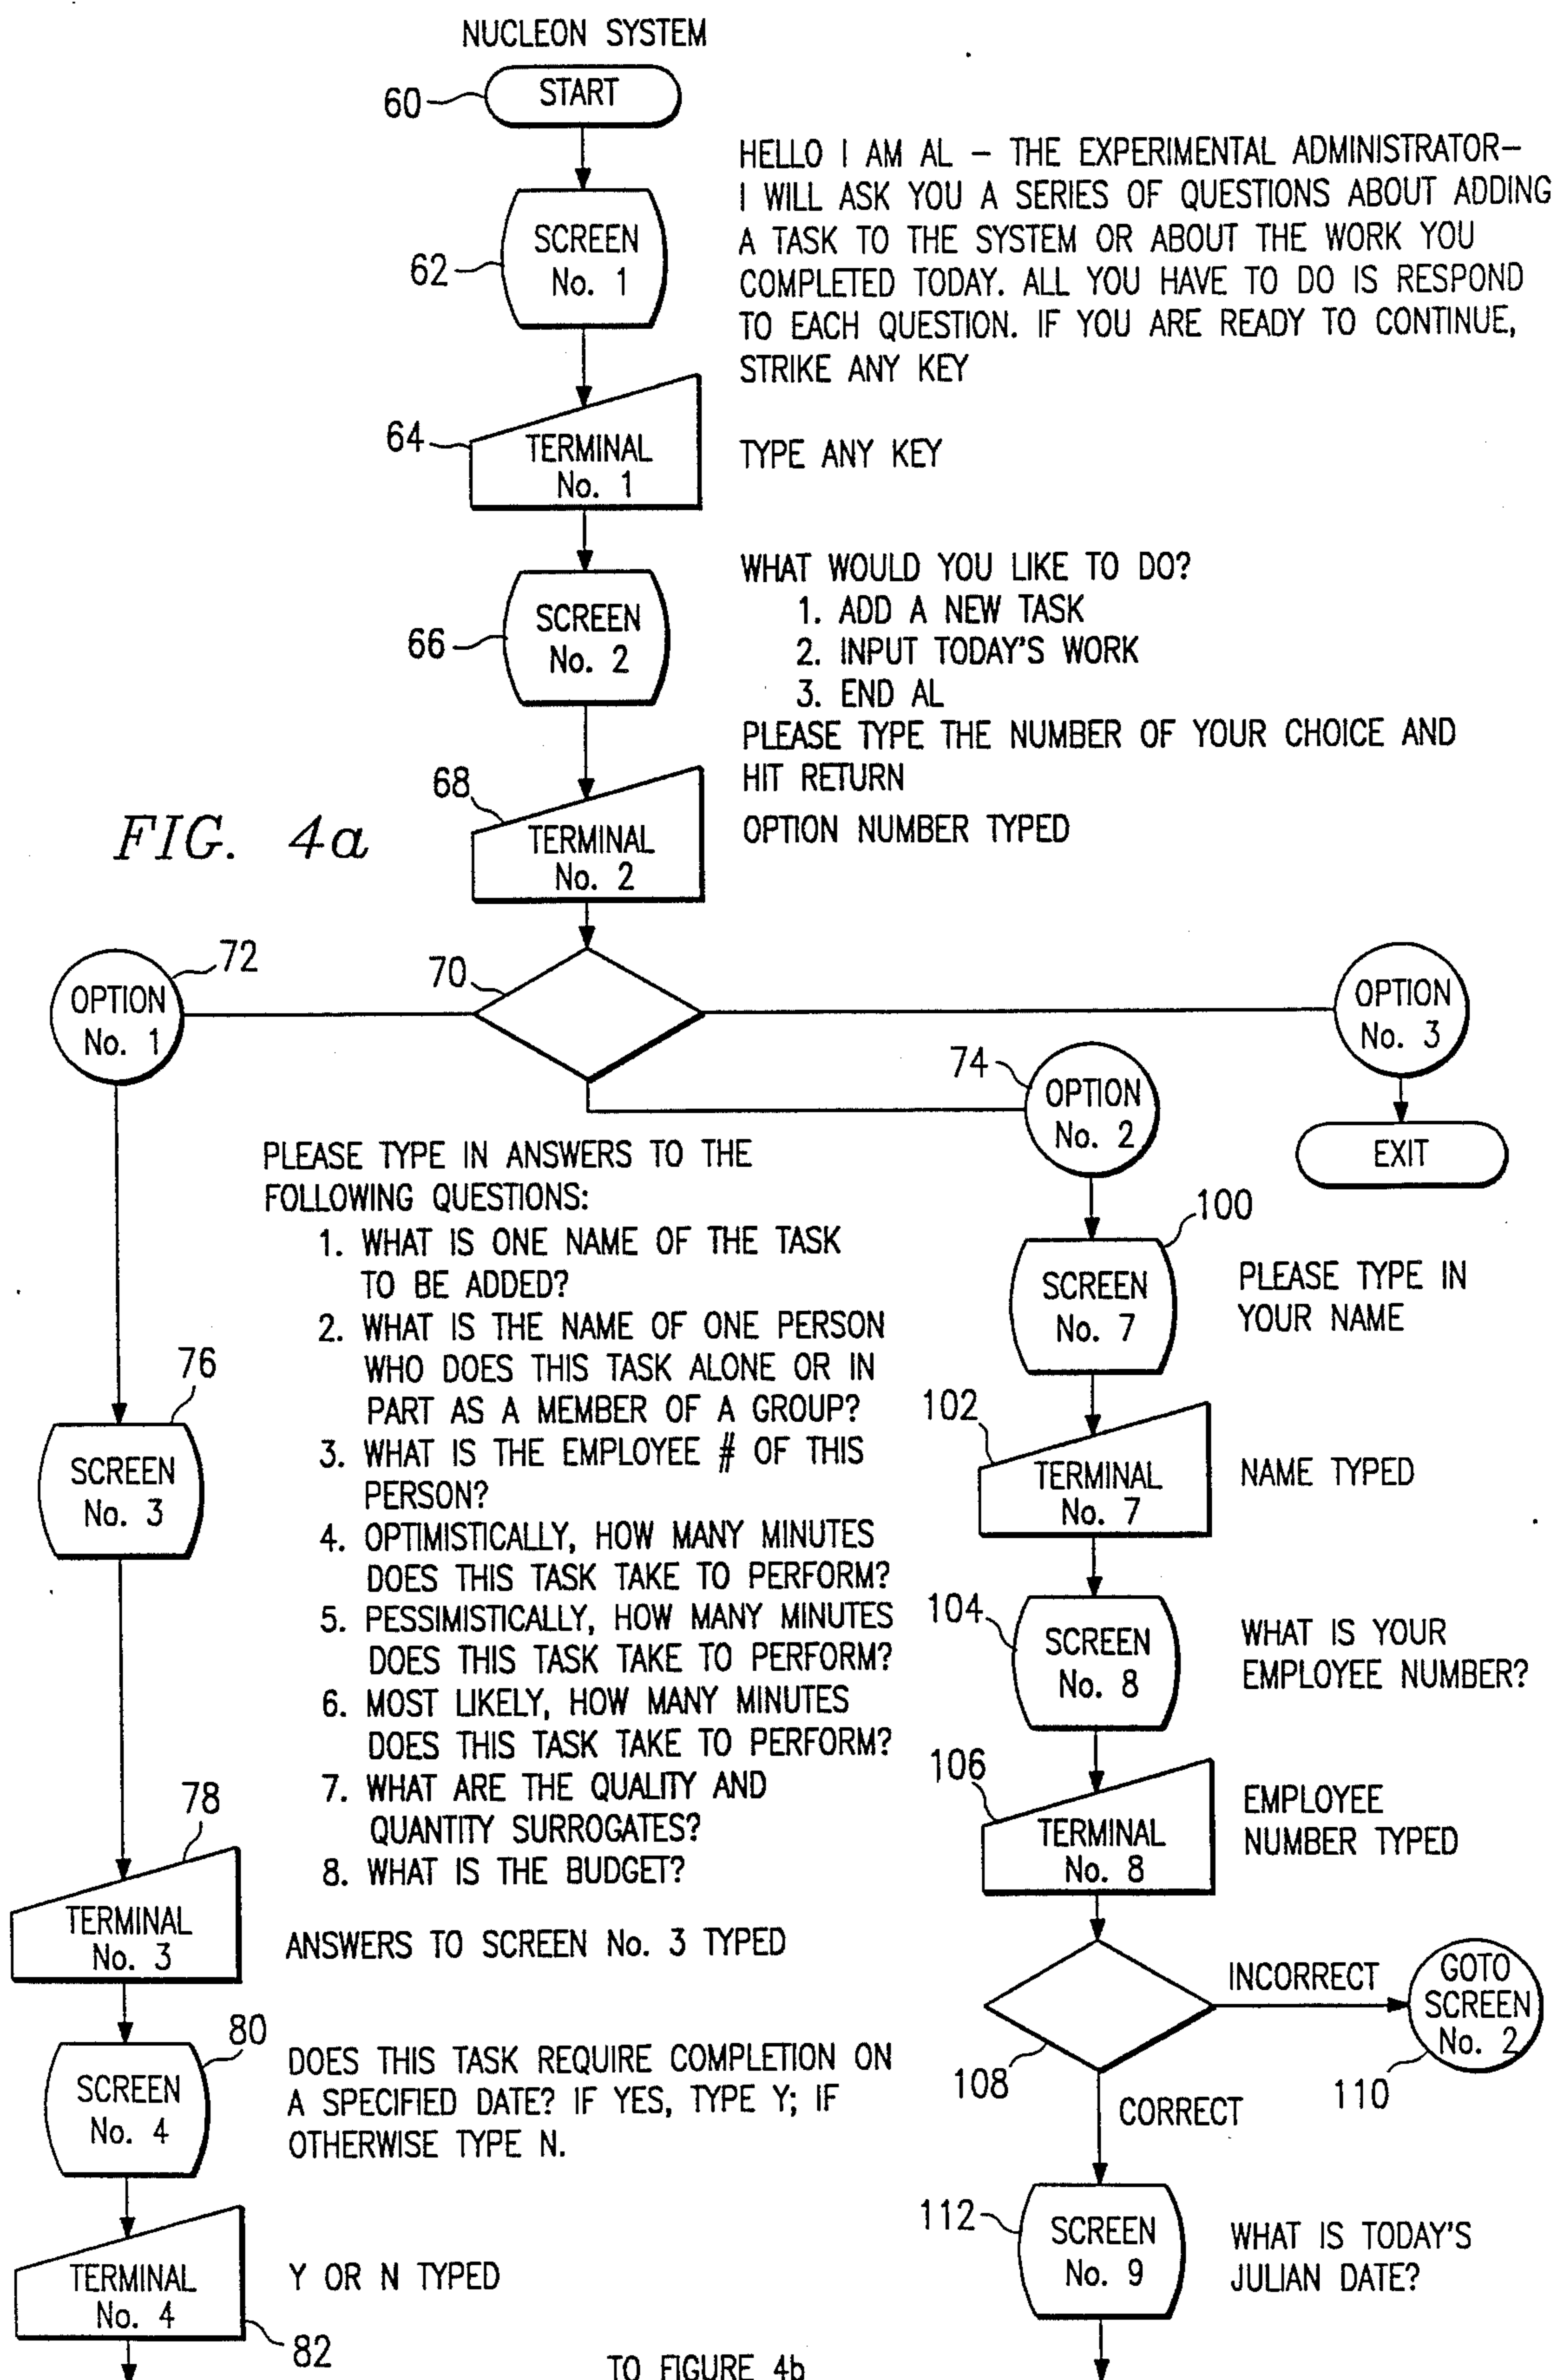 NUCLEON SYSTEM
60
START
HELLO I AM AL – THE EXPERIMENTAL ADMINISTRATOR–
I WILL ASK YOU A SERIES OF QUESTIONS ABOUT ADDING
A TASK TO THE SYSTEM OR ABOUT THE WORK YOU
COMPLETED TODAY. ALL YOU HAVE TO DO IS RESPOND
TO EACH QUESTION. IF YOU ARE READY TO CONTINUE,
STRIKE ANY KEY
62
SCREEN
No. 1
64
TERMINAL
No. 1
TYPE ANY KEY
66
SCREEN
No. 2
WHAT WOULD YOU LIKE TO DO?
1. ADD A NEW TASK
2. INPUT TODAY'S WORK
3. END AL
PLEASE TYPE THE NUMBER OF YOUR CHOICE AND
HIT RETURN
68
TERMINAL
No. 2
OPTION NUMBER TYPED
FIG. 4a
70
72
OPTION
No. 1
74
OPTION
No. 2
OPTION
No. 3
EXIT
PLEASE TYPE IN ANSWERS TO THE
FOLLOWING QUESTIONS:
1. WHAT IS ONE NAME OF THE TASK
TO BE ADDED?
2. WHAT IS THE NAME OF ONE PERSON
WHO DOES THIS TASK ALONE OR IN
PART AS A MEMBER OF A GROUP?
3. WHAT IS THE EMPLOYEE # OF THIS
PERSON?
4. OPTIMISTICALLY, HOW MANY MINUTES
DOES THIS TASK TAKE TO PERFORM?
5. PESSIMISTICALLY, HOW MANY MINUTES
DOES THIS TASK TAKE TO PERFORM?
6. MOST LIKELY, HOW MANY MINUTES
DOES THIS TASK TAKE TO PERFORM?
7. WHAT ARE THE QUALITY AND
QUANTITY SURROGATES?
8. WHAT IS THE BUDGET?
76
SCREEN
No. 3
78
TERMINAL
No. 3
ANSWERS TO SCREEN No. 3 TYPED
80
SCREEN
No. 4
DOES THIS TASK REQUIRE COMPLETION ON
A SPECIFIED DATE? IF YES, TYPE Y; IF
OTHERWISE TYPE N.
TERMINAL
No. 4
82
Y OR N TYPED
100
SCREEN
No. 7
PLEASE TYPE IN
YOUR NAME
102
TERMINAL
No. 7
NAME TYPED
104
SCREEN
No. 8
WHAT IS YOUR
EMPLOYEE NUMBER?
106
TERMINAL
No. 8
EMPLOYEE
NUMBER TYPED
108
INCORRECT
GOTO
SCREEN
No. 2
110
CORRECT
112
SCREEN
No. 9
WHAT IS TODAY'S
JULIAN DATE?
TO FIGURE 4b